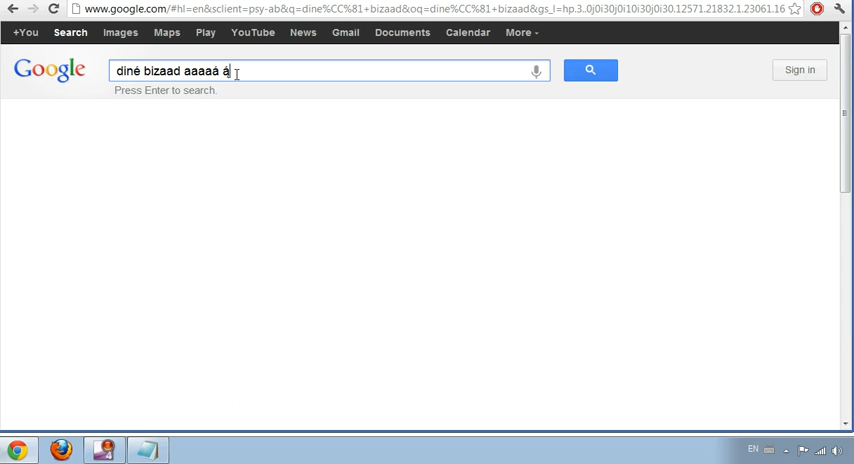 www.google.com/#hl=en&sclient=psy-ab&q=dine%CC%81+bizaad&oq=dine%CC%81+bizaad&gs_l=hp.3..0j0i30j0i10i30j0i30.12571.21832.1.23061.16
+You Search Images Maps Play YouTube News Gmail Documents Calendar More
Google diné bizaad aaaaá ą́ Sign in
Press Enter to search.
4 EN